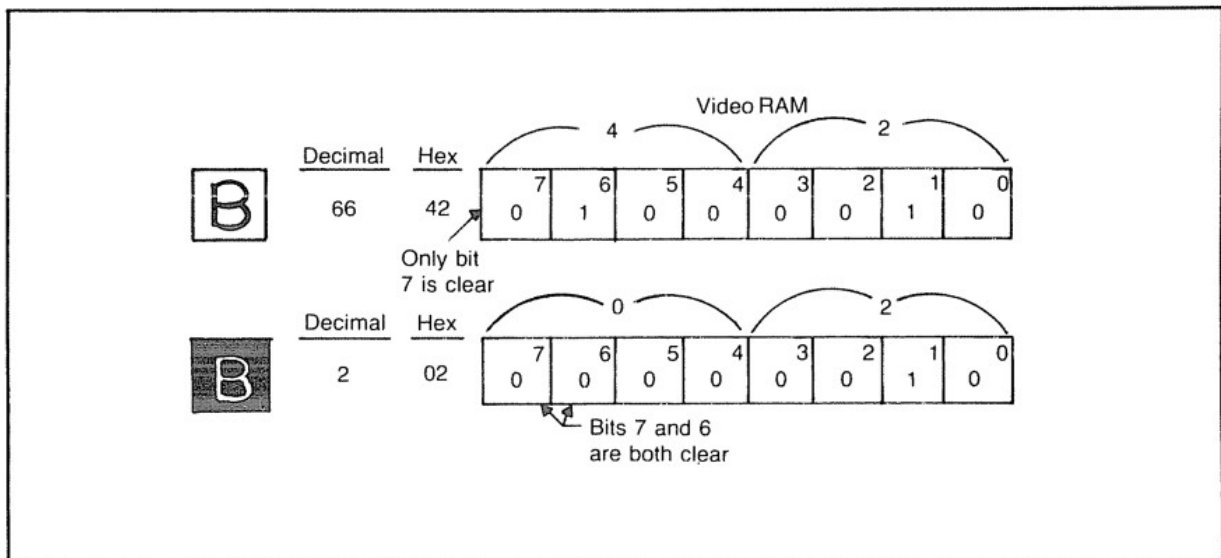 Video RAM
4 2
Decimal Hex
7 6 5 4 3 2 1 0
B 66 42 0 1 0 0 0 0 1 0
Only bit
7 is clear
0 2
Decimal Hex
7 6 5 4 3 2 1 0
B 2 02 0 0 0 0 0 0 1 0
Bits 7 and 6
are both clear